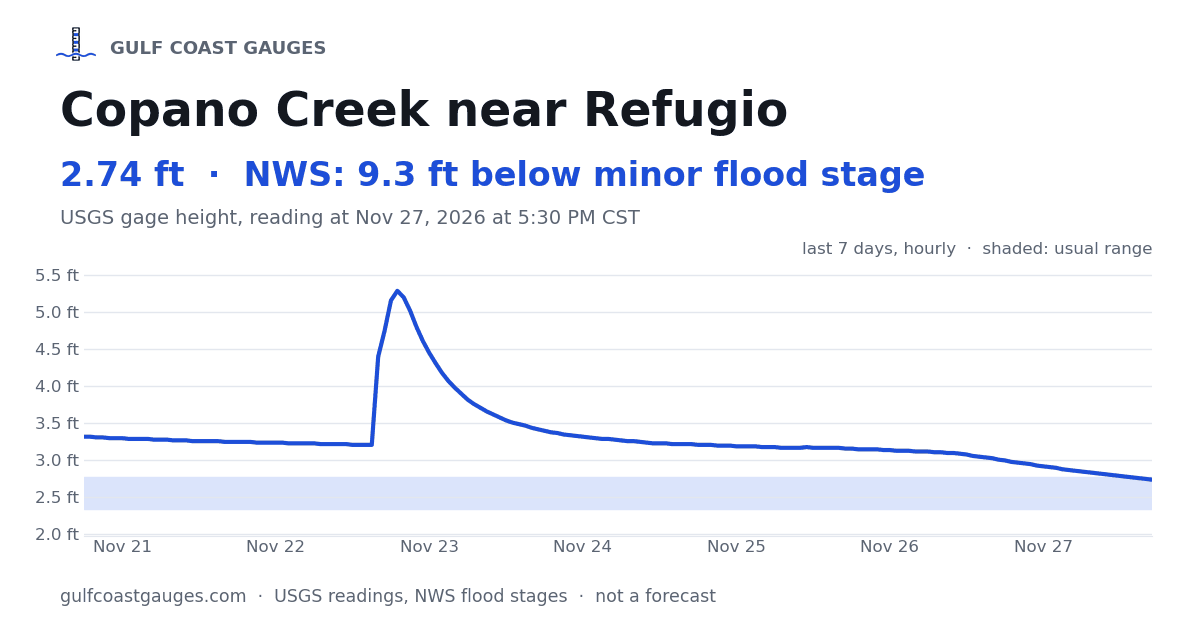 GULF COAST GAUGES
Copano Creek near Refugio
2.74 ft · NWS: 9.3 ft below minor flood stage
USGS gage height, reading at Nov 27, 2026 at 5:30 PM CST
last 7 days, hourly · shaded: usual range
5.5 ft
5.0 ft
4.5 ft
4.0 ft
3.5 ft
3.0 ft
2.5 ft
2.0 ft
Nov 21 Nov 22 Nov 23 Nov 24 Nov 25 Nov 26 Nov 27
gulfcoastgauges.com · USGS readings, NWS flood stages · not a forecast